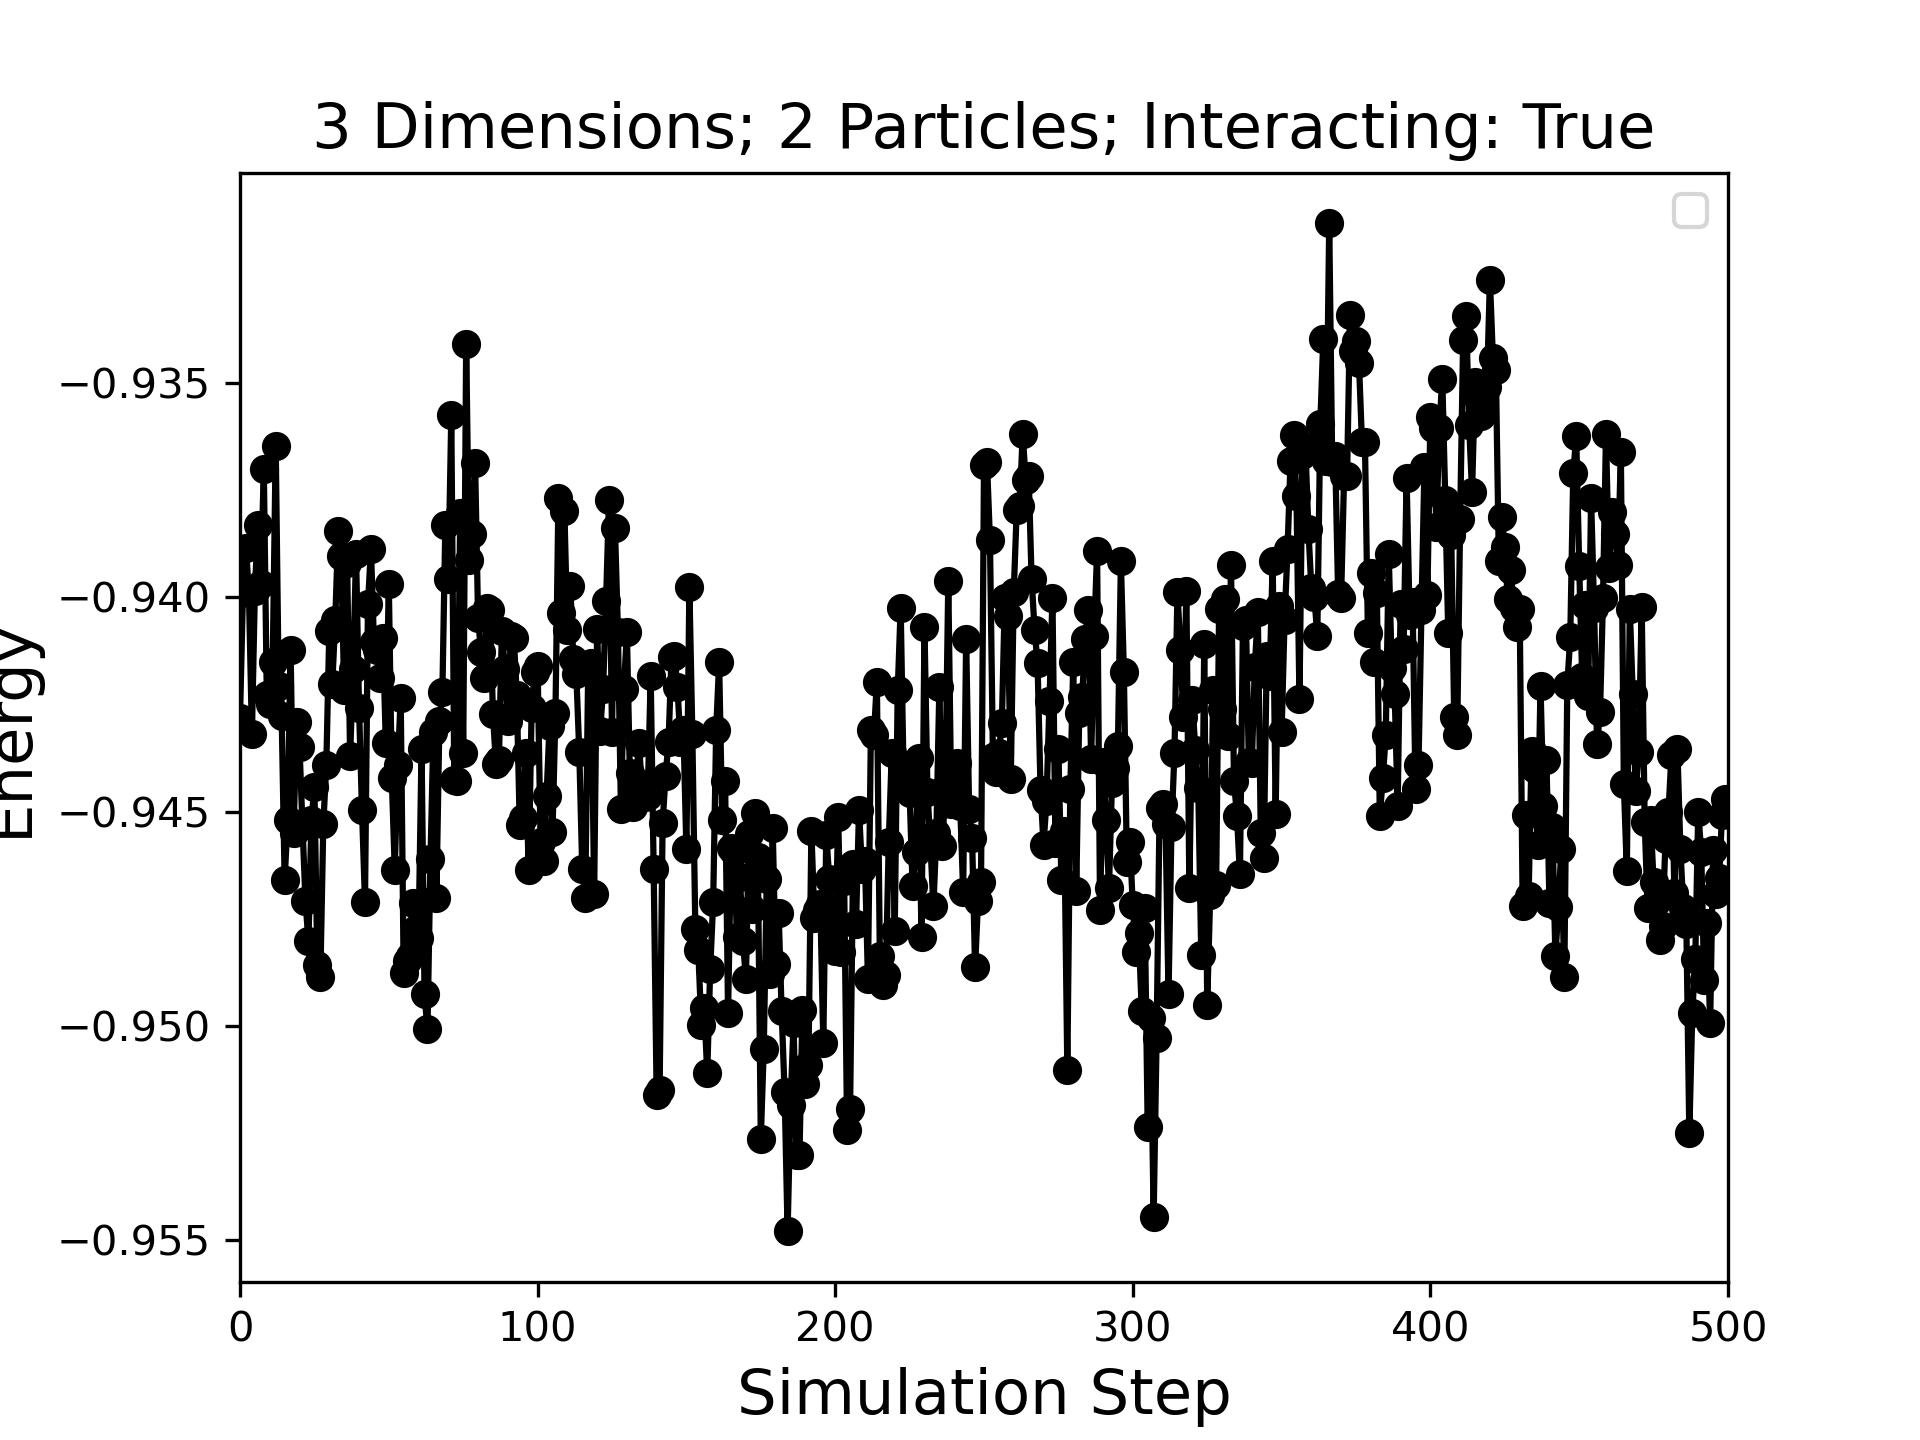 3 Dimensions; 2 Particles; Interacting: True
Energy
−0.935
−0.940
−0.945
−0.950
−0.955
0 100 200 300 400 500
Simulation Step